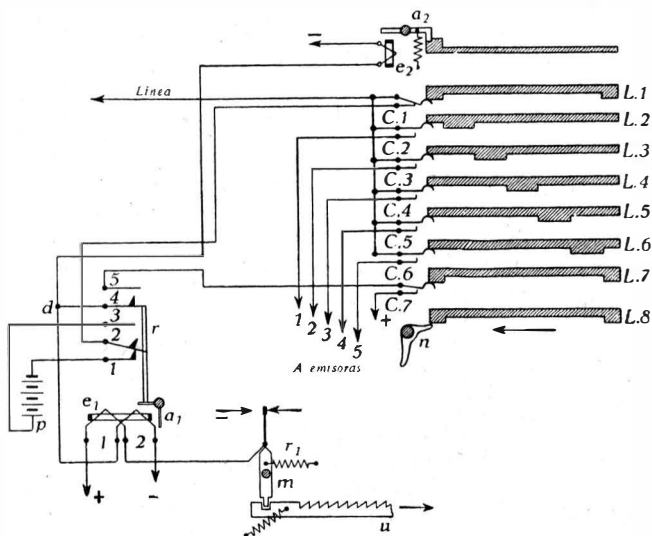 a2
−
e2
Línea
L.1
C.1
L.2
C.2
L.3
C.3
L.4
C.4
L.5
C.5
L.6
C.6
L.7
C.7
L.8
1 2 3 4 5 +
A emisoras
n
5
d 4 r
3
2
1
p
e1 a1
1 2
+ −
−
r1
m
u